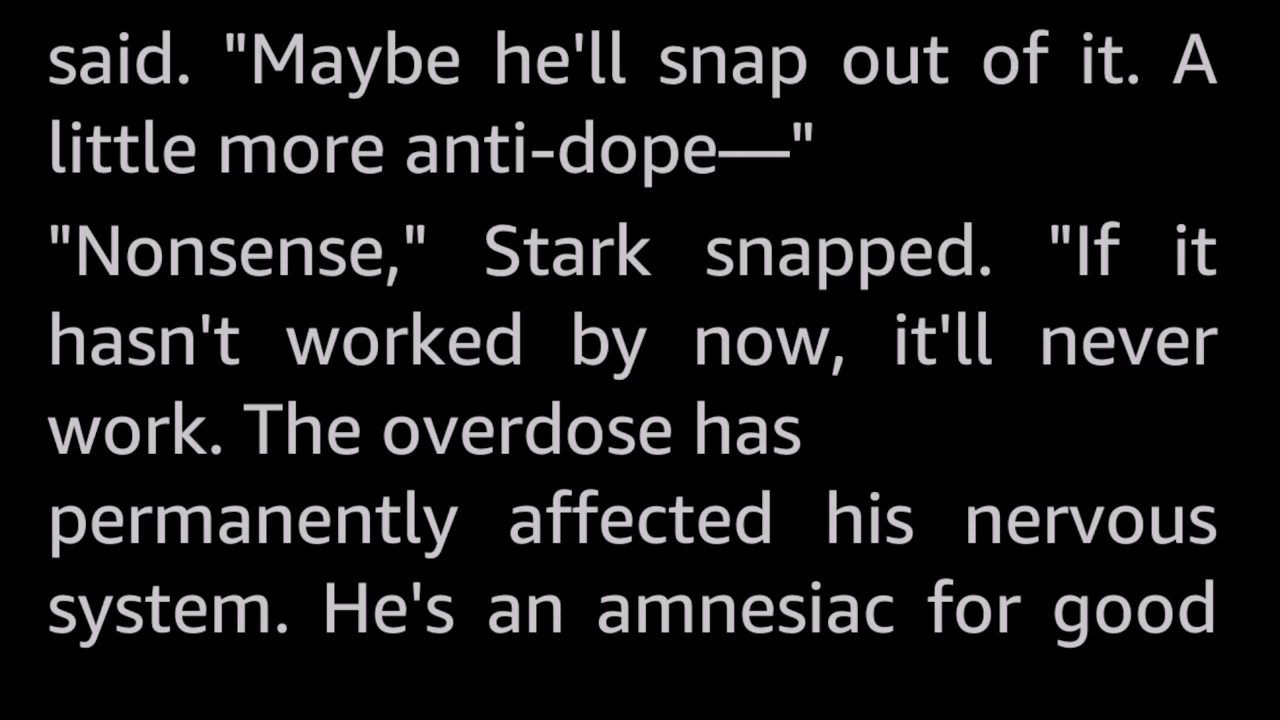 said. "Maybe he'll snap out of it. A
little more anti-dope—"
"Nonsense," Stark snapped. "If it
hasn't worked by now, it'll never
work. The overdose has
permanently affected his nervous
system. He's an amnesiac for good